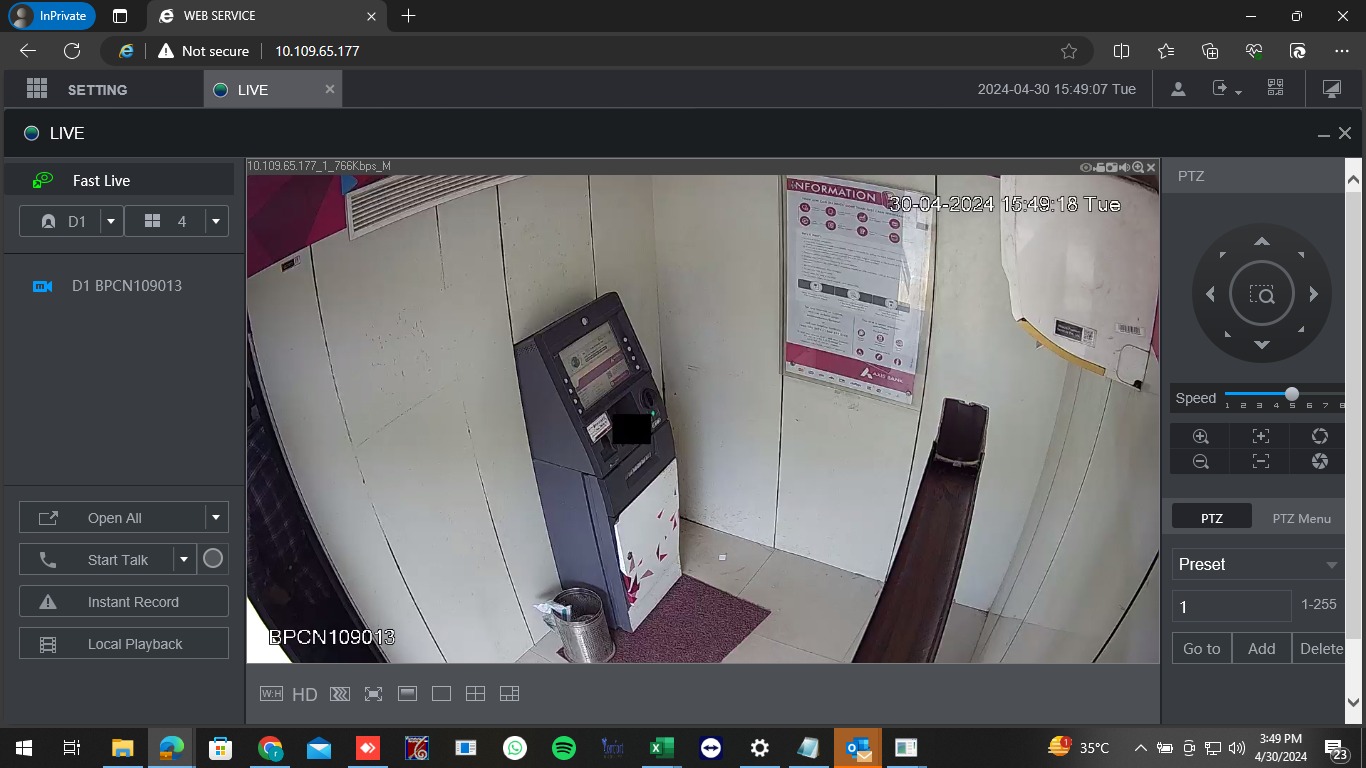 InPrivate
WEB SERVICE
Not secure
10.109.65.177
SETTING
LIVE
2024-04-30 15:49:07 Tue
LIVE
Fast Live
10.109.65.177_1_766Kbps_M
PTZ
D1
4
INFORMATION
30-04-2024 15:49:18 Tue
D1 BPCN109013
AXIS BANK
Speed
1 2 3 4 5 6 7 8
Open All
PTZ
PTZ Menu
Start Talk
Preset
Instant Record
1
1-255
BPCN109013
Local Playback
Go to
Add
Delete
W:H
HD
1
35°C
3:49 PM
4/30/2024
23